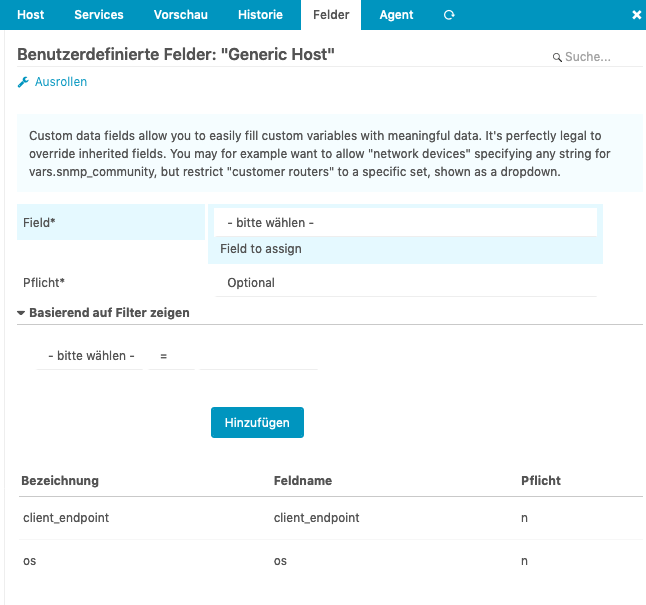 Host Services Vorschau Historie Felder Agent
Benutzerdefinierte Felder: "Generic Host"
Suche...
Ausrollen
Custom data fields allow you to easily fill custom variables with meaningful data. It's perfectly legal to
override inherited fields. You may for example want to allow "network devices" specifying any string for
vars.snmp_community, but restrict "customer routers" to a specific set, shown as a dropdown.
Field* - bitte wählen -
Field to assign
Pflicht* Optional
Basierend auf Filter zeigen
- bitte wählen - =
Hinzufügen
Bezeichnung Feldname Pflicht
client_endpoint client_endpoint n
os os n